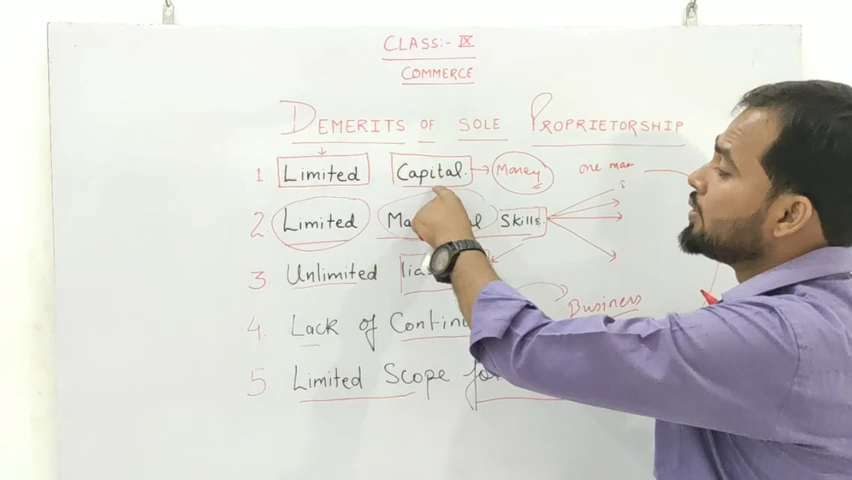 CLASS:- IX
COMMERCE
DEMERITS OF SOLE PROPRIETORSHIP
1 Limited Capital. → Money one man
2. Limited Skills.
3. Unlimited
4. Lack of Business
5 Limited Scope